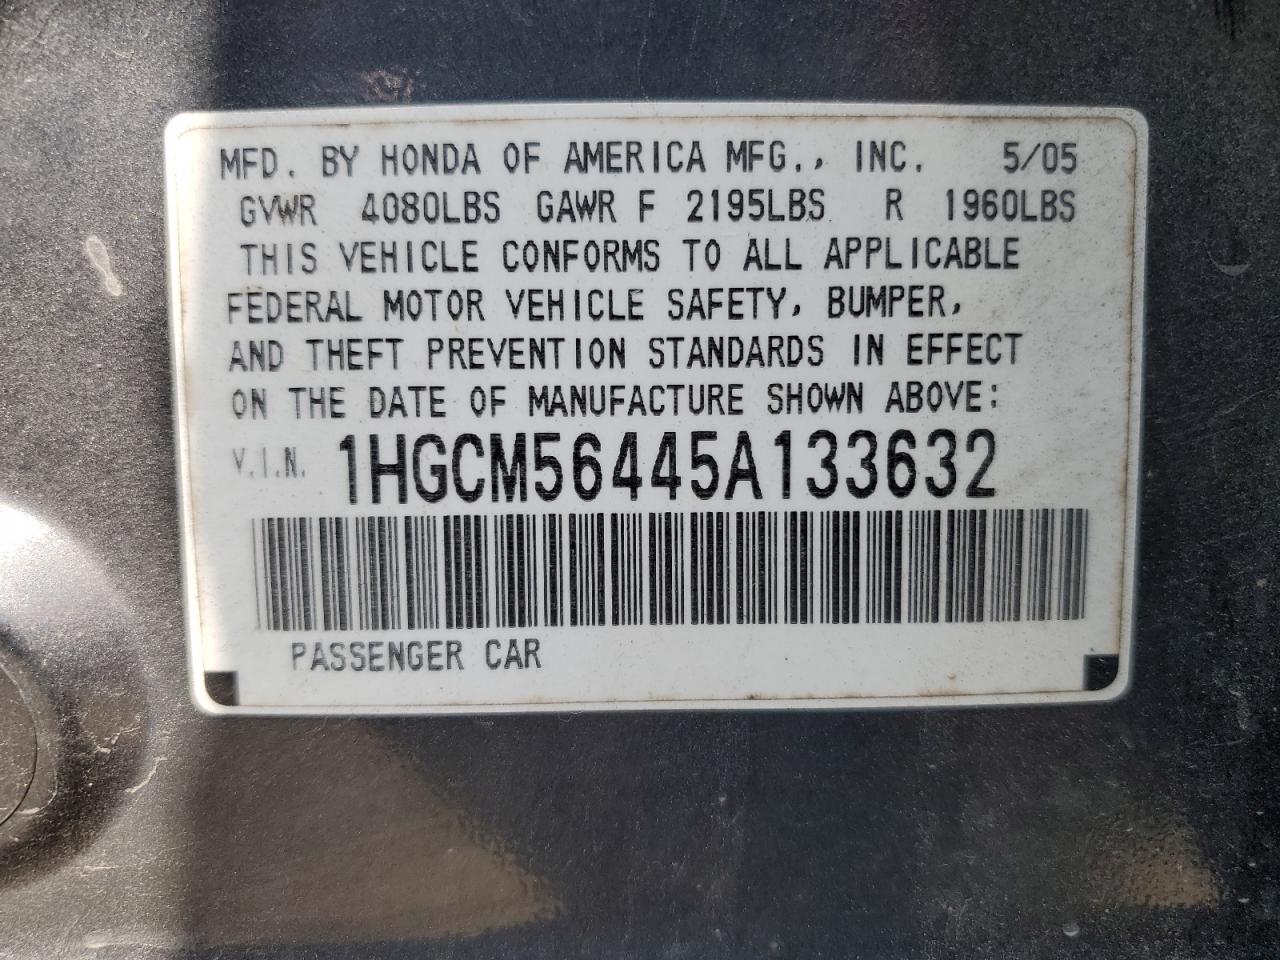 MFD. BY HONDA OF AMERICA MFG., INC. 5/05
GVWR 4080LBS GAWR F 2195LBS R 1960LBS
THIS VEHICLE CONFORMS TO ALL APPLICABLE
FEDERAL MOTOR VEHICLE SAFETY, BUMPER,
AND THEFT PREVENTION STANDARDS IN EFFECT
ON THE DATE OF MANUFACTURE SHOWN ABOVE:
V.I.N. 1HGCM56445A133632
PASSENGER CAR